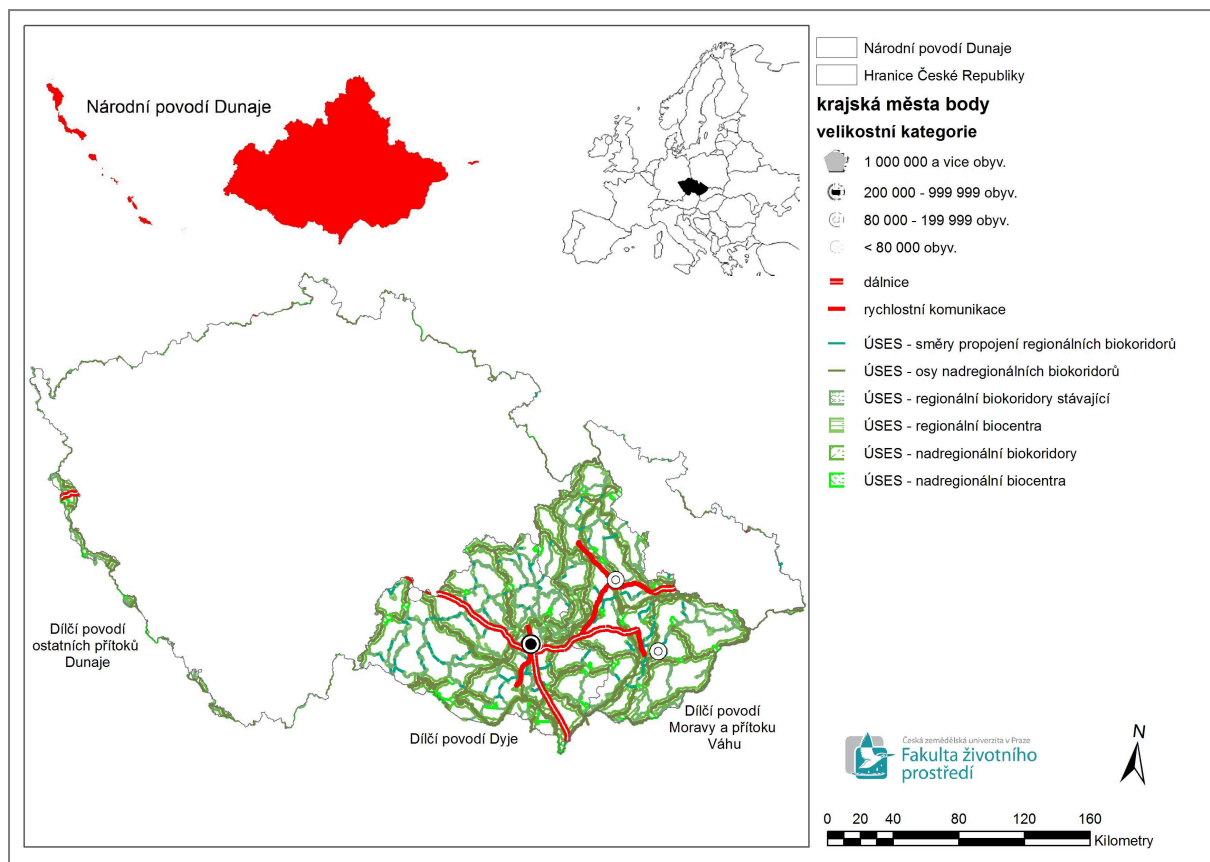 Národní povodí Dunaje
Dílčí povodí
ostatních přítoků
Dunaje
Dílčí povodí Dyje
Dílčí povodí
Moravy a přítoku
Váhu
Národní povodí Dunaje
Hranice České Republiky
krajská města body
velikostní kategorie
1 000 000 a vice obyv.
200 000 - 999 999 obyv.
80 000 - 199 999 obyv.
< 80 000 obyv.
dálnice
rychlostní komunikace
ÚSES - směry propojení regionálních biokoridorů
ÚSES - osy nadregionálních biokoridorů
ÚSES - regionální biokoridory stávající
ÚSES - regionální biocentra
ÚSES - nadregionální biokoridory
ÚSES - nadregionální biocentra
Česká zemědělská univerzita v Praze
Fakulta životního
prostředí
N
0 20 40 80 120 160
Kilometry